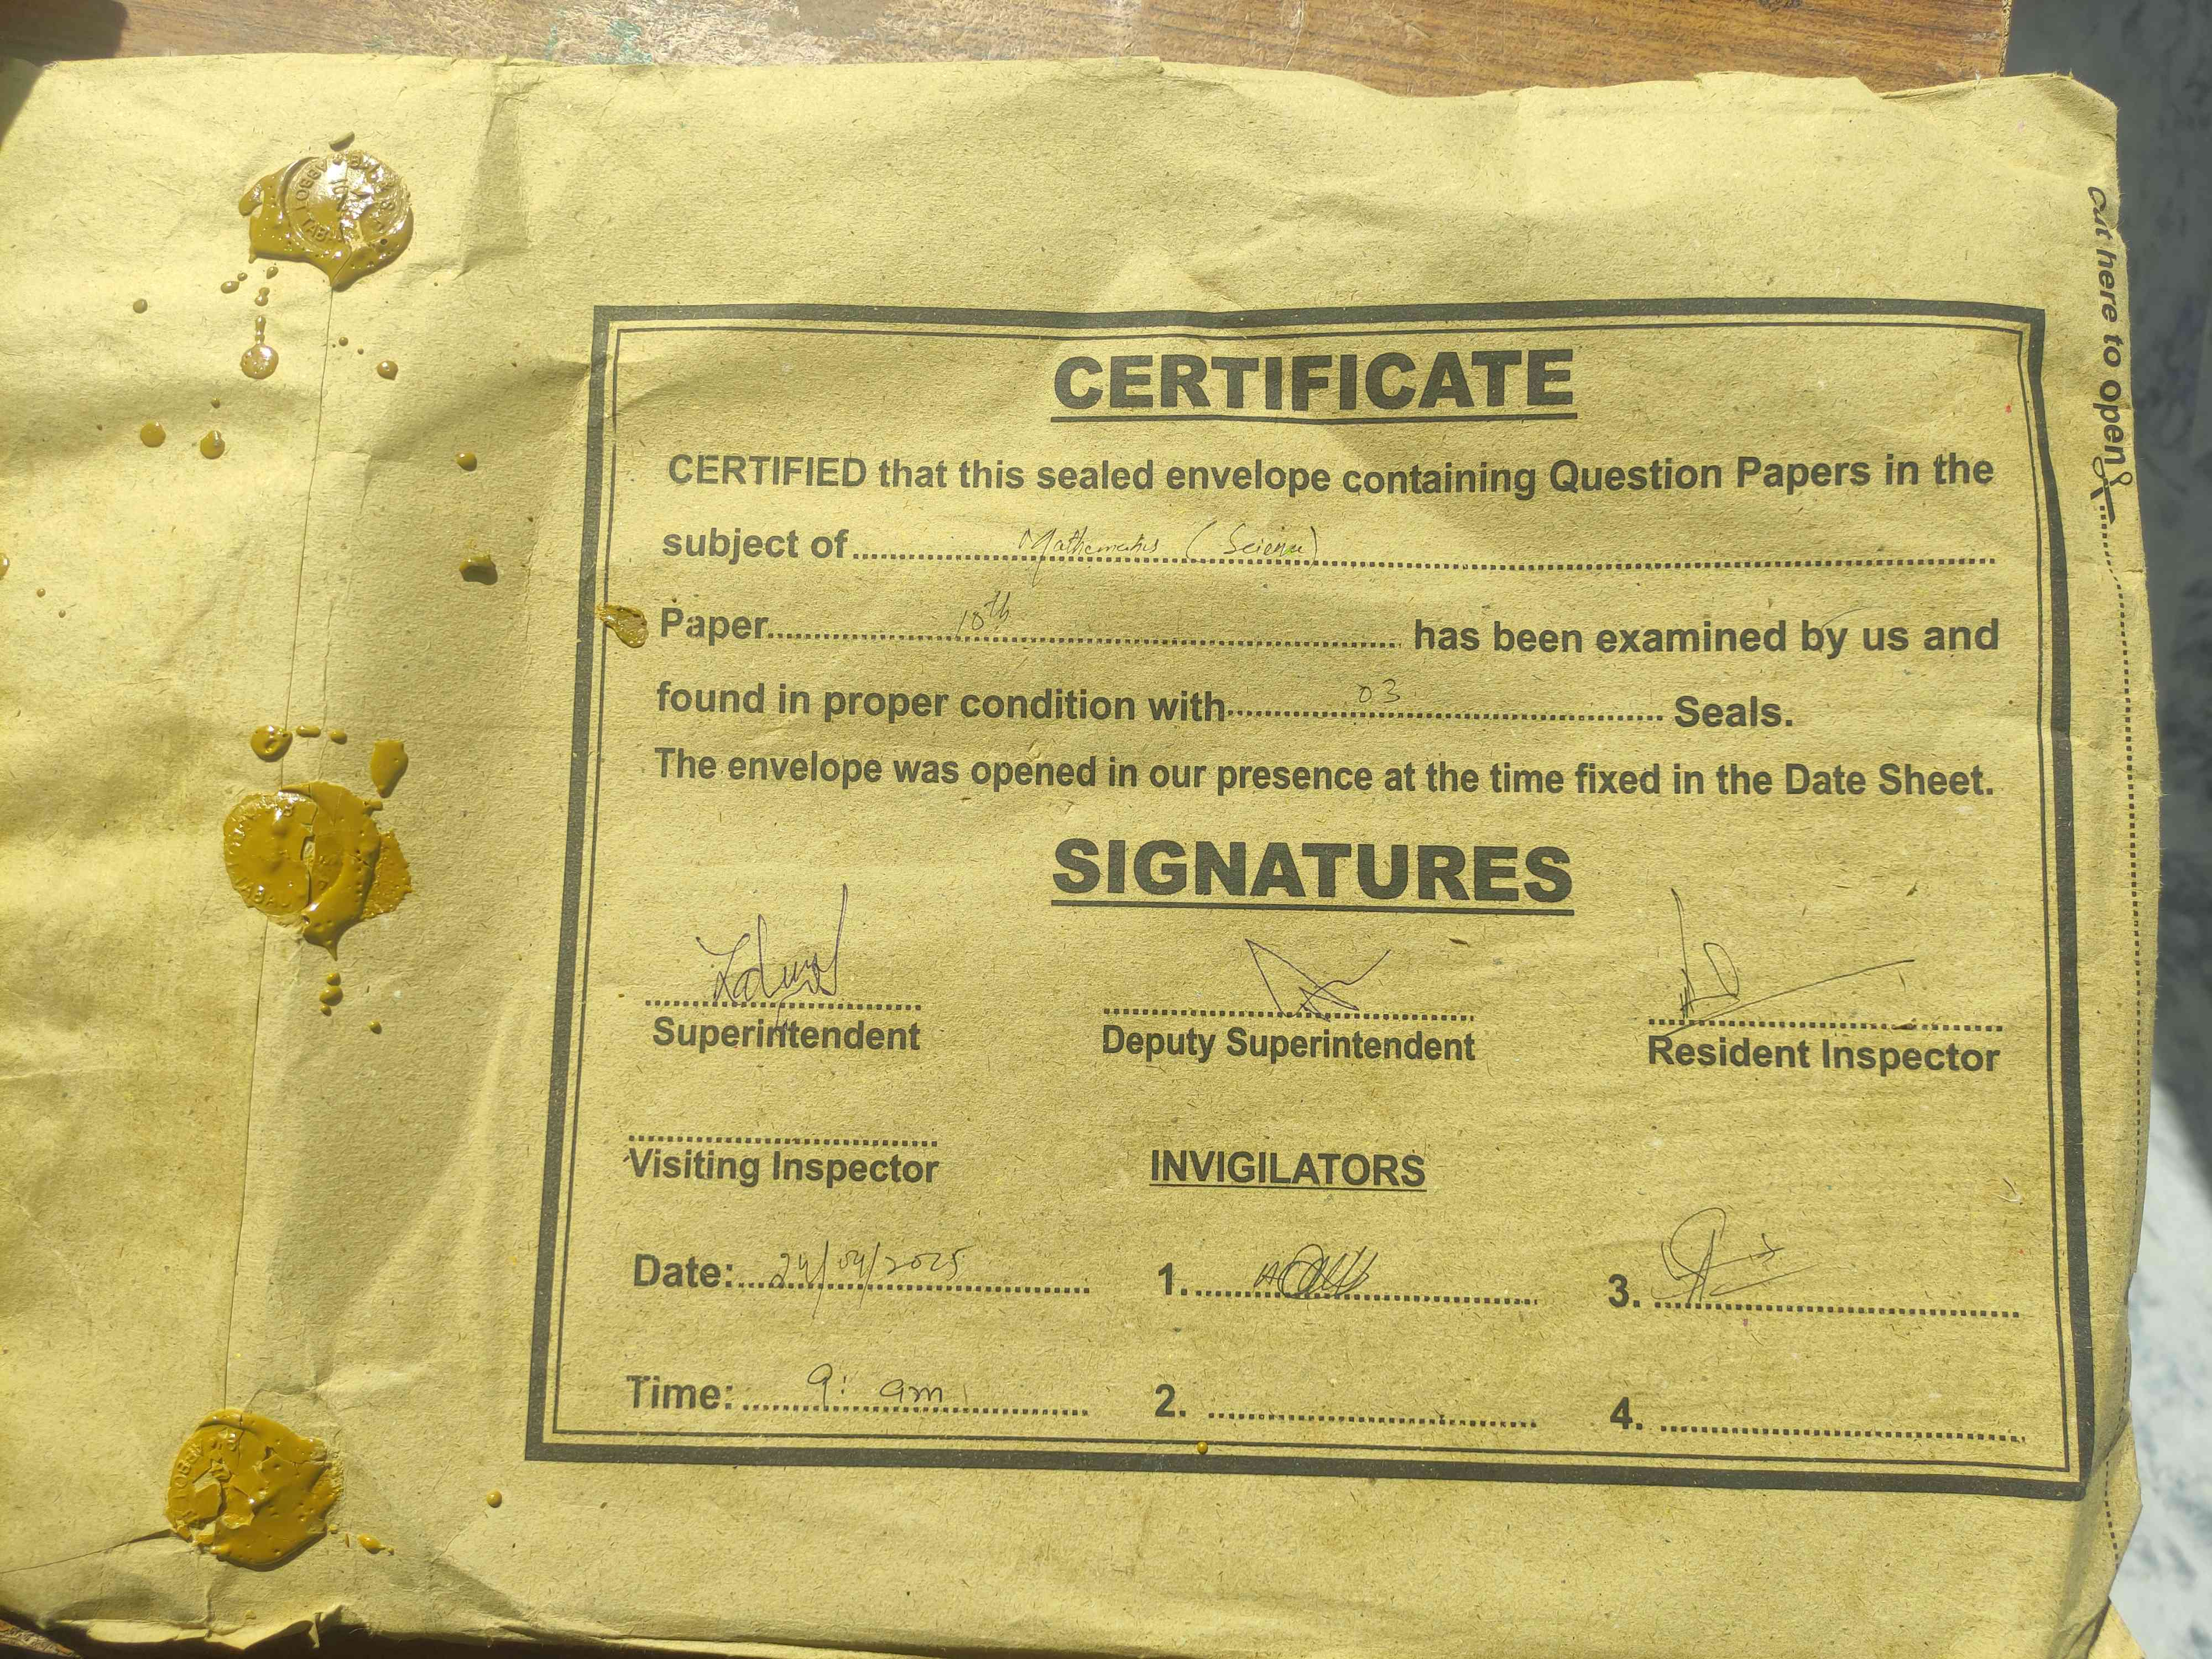 Cut here to open
CERTIFICATE
CERTIFIED that this sealed envelope containing Question Papers in the
subject of Mathematics (Science)
Paper 10th has been examined by us and
found in proper condition with 03 Seals.
The envelope was opened in our presence at the time fixed in the Date Sheet.
SIGNATURES
Superintendent Deputy Superintendent Resident Inspector
Visiting Inspector INVIGILATORS
Date: 24/04/2025 1. 3.
Time: 9: am 2. 4.